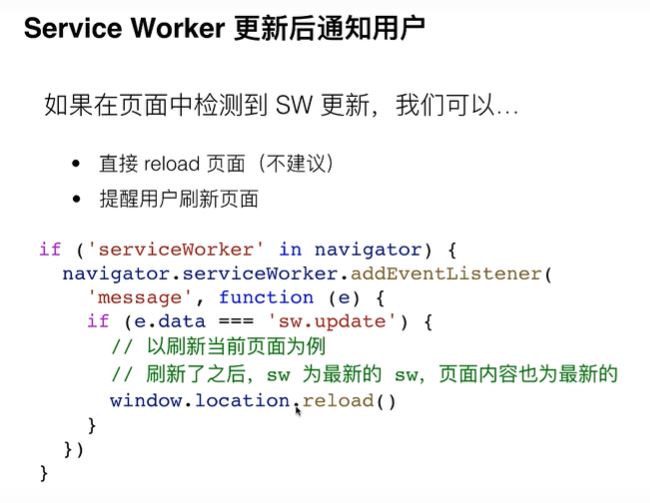 Service Worker 更新后通知用户
如果在页面中检测到 SW 更新，我们可以...
• 直接 reload 页面（不建议）
• 提醒用户刷新页面
if ('serviceWorker' in navigator) {
  navigator.serviceWorker.addEventListener(
    'message', function (e) {
    if (e.data === 'sw.update') {
      // 以刷新当前页面为例
      // 刷新了之后，sw 为最新的 sw，页面内容也为最新的
      window.location.reload()
    }
  })
}